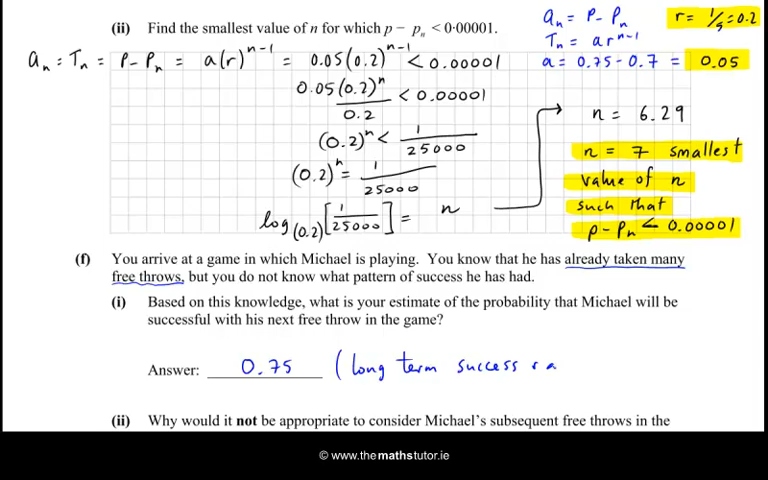 aₙ = p - pₙ
r = 1/5 = 0.2
(ii) Find the smallest value of n for which p − pₙ < 0·00001.
Tₙ = arⁿ⁻¹
aₙ = Tₙ = p - pₙ = a(r)ⁿ⁻¹ = 0.05(0.2)ⁿ⁻¹ < 0.00001
a = 0.75 - 0.7 = 0.05
0.05(0.2)ⁿ / 0.2 < 0.00001
(0.2)ⁿ < 1/25000
(0.2)ⁿ = 1/25000
log(0.2) [1/25000] = n
n = 6.29
n = 7 smallest
value of n
such that
p - pₙ < 0.00001
(f) You arrive at a game in which Michael is playing. You know that he has already taken many
free throws, but you do not know what pattern of success he has had.
(i) Based on this knowledge, what is your estimate of the probability that Michael will be
successful with his next free throw in the game?
Answer: 0.75 (long term success ra
(ii) Why would it not be appropriate to consider Michael's subsequent free throws in the
© www.themathstutor.ie